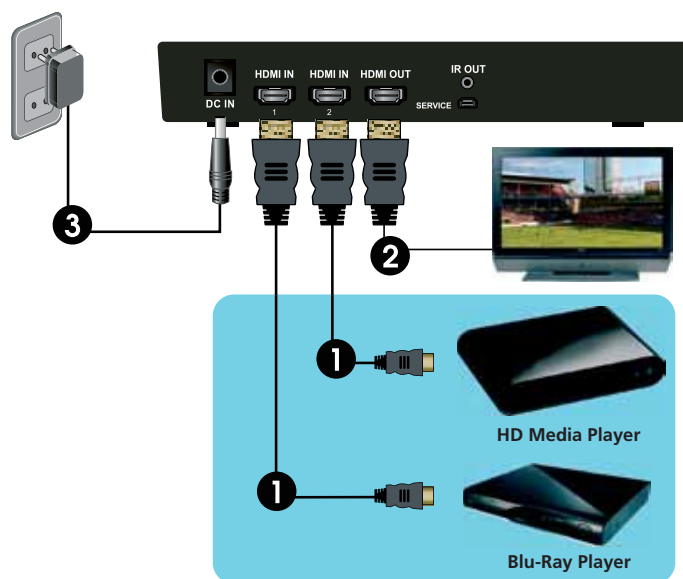 HDMI IN HDMI IN HDMI OUT IR OUT
DC IN 1 2 SERVICE
3
2
1
HD Media Player
1
Blu-Ray Player